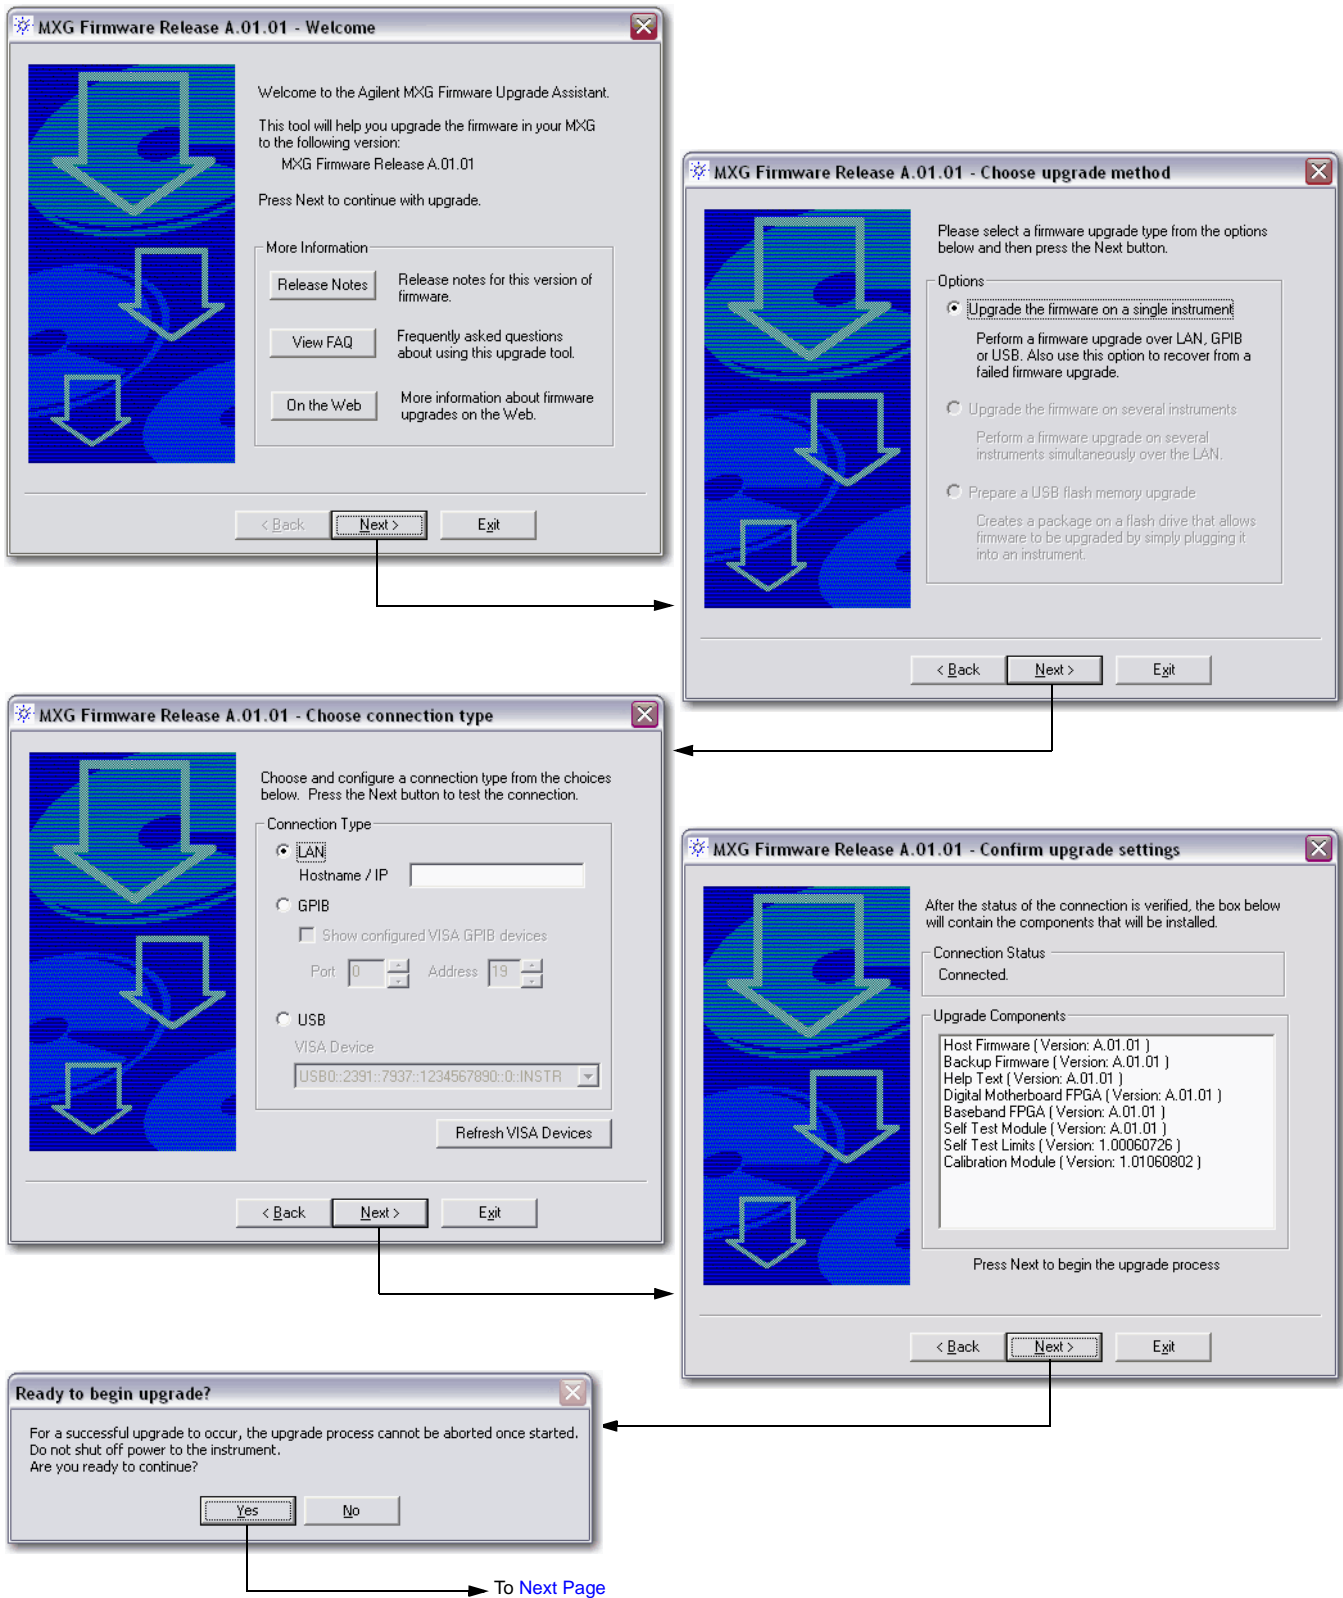 MXG Firmware Release A.01.01 - Welcome
Welcome to the Agilent MXG Firmware Upgrade Assistant.
This tool will help you upgrade the firmware in your MXG
to the following version:
MXG Firmware Release A.01.01
Press Next to continue with upgrade.
More Information
Release Notes
Release notes for this version of
firmware.
View FAQ
Frequently asked questions
about using this upgrade tool.
On the Web
More information about firmware
upgrades on the Web.
< Back
Next >
Exit
MXG Firmware Release A.01.01 - Choose upgrade method
Please select a firmware upgrade type from the options
below and then press the Next button.
Options
Upgrade the firmware on a single instrument
Perform a firmware upgrade over LAN, GPIB
or USB. Also use this option to recover from a
failed firmware upgrade.
Upgrade the firmware on several instruments
Perform a firmware upgrade on several
instruments simultaneously over the LAN.
Prepare a USB flash memory upgrade
Creates a package on a flash drive that allows
firmware to be upgraded by simply plugging it
into an instrument.
< Back
Next >
Exit
MXG Firmware Release A.01.01 - Choose connection type
Choose and configure a connection type from the choices
below. Press the Next button to test the connection.
Connection Type
LAN
Hostname / IP
GPIB
Show configured VISA GPIB devices
Port 0 Address 19
USB
VISA Device
USB0::2391::7937::1234567890::0::INSTR
Refresh VISA Devices
< Back
Next >
Exit
MXG Firmware Release A.01.01 - Confirm upgrade settings
After the status of the connection is verified, the box below
will contain the components that will be installed.
Connection Status
Connected.
Upgrade Components
Host Firmware ( Version: A.01.01 )
Backup Firmware ( Version: A.01.01 )
Help Text ( Version: A.01.01 )
Digital Motherboard FPGA ( Version: A.01.01 )
Baseband FPGA ( Version: A.01.01 )
Self Test Module ( Version: A.01.01 )
Self Test Limits ( Version: 1.00060726 )
Calibration Module ( Version: 1.01060802 )
Press Next to begin the upgrade process
< Back
Next >
Exit
Ready to begin upgrade?
For a successful upgrade to occur, the upgrade process cannot be aborted once started.
Do not shut off power to the instrument.
Are you ready to continue?
Yes
No
To Next Page